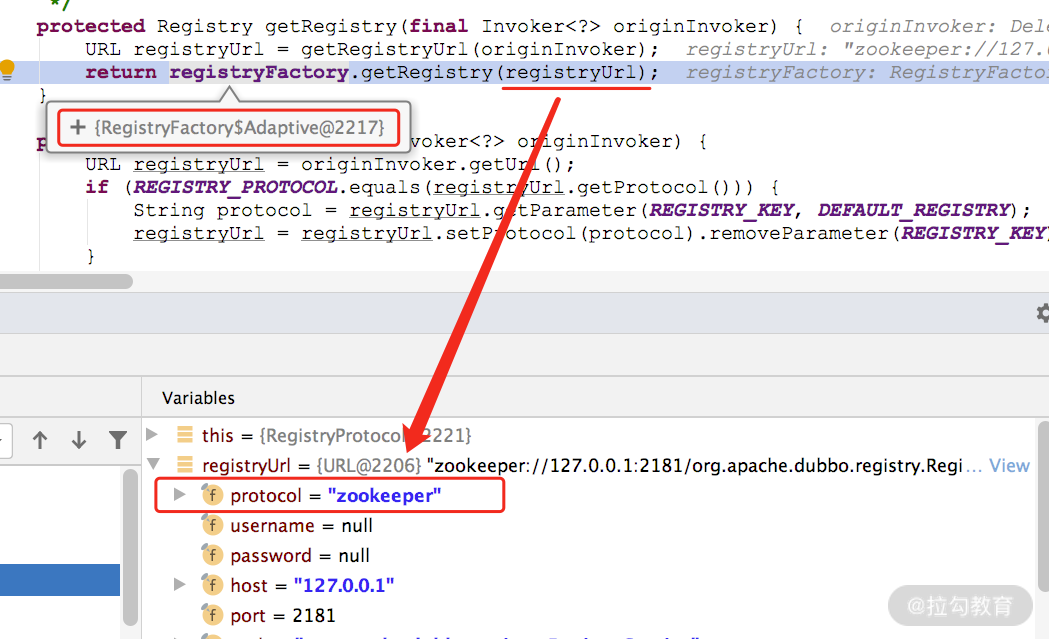 */
protected Registry getRegistry(final Invoker<?> originInvoker) {  originInvoker: Dele
URL registryUrl = getRegistryUrl(originInvoker);  registryUrl: "zookeeper://127.0
return registryFactory.getRegistry(registryUrl);  registryFactory: RegistryFacto
}
+ {RegistryFactory$Adaptive@2217}
p voker<?> originInvoker) {
URL registryUrl = originInvoker.getUrl();
if (REGISTRY_PROTOCOL.equals(registryUrl.getProtocol())) {
String protocol = registryUrl.getParameter(REGISTRY_KEY, DEFAULT_REGISTRY);
registryUrl = registryUrl.setProtocol(protocol).removeParameter(REGISTRY_KEY)
}
Variables
this = {RegistryProtocol@2221}
registryUrl = {URL@2206} "zookeeper://127.0.0.1:2181/org.apache.dubbo.registry.Regi... View
protocol = "zookeeper"
username = null
password = null
host = "127.0.0.1"
port = 2181
@拉勾教育